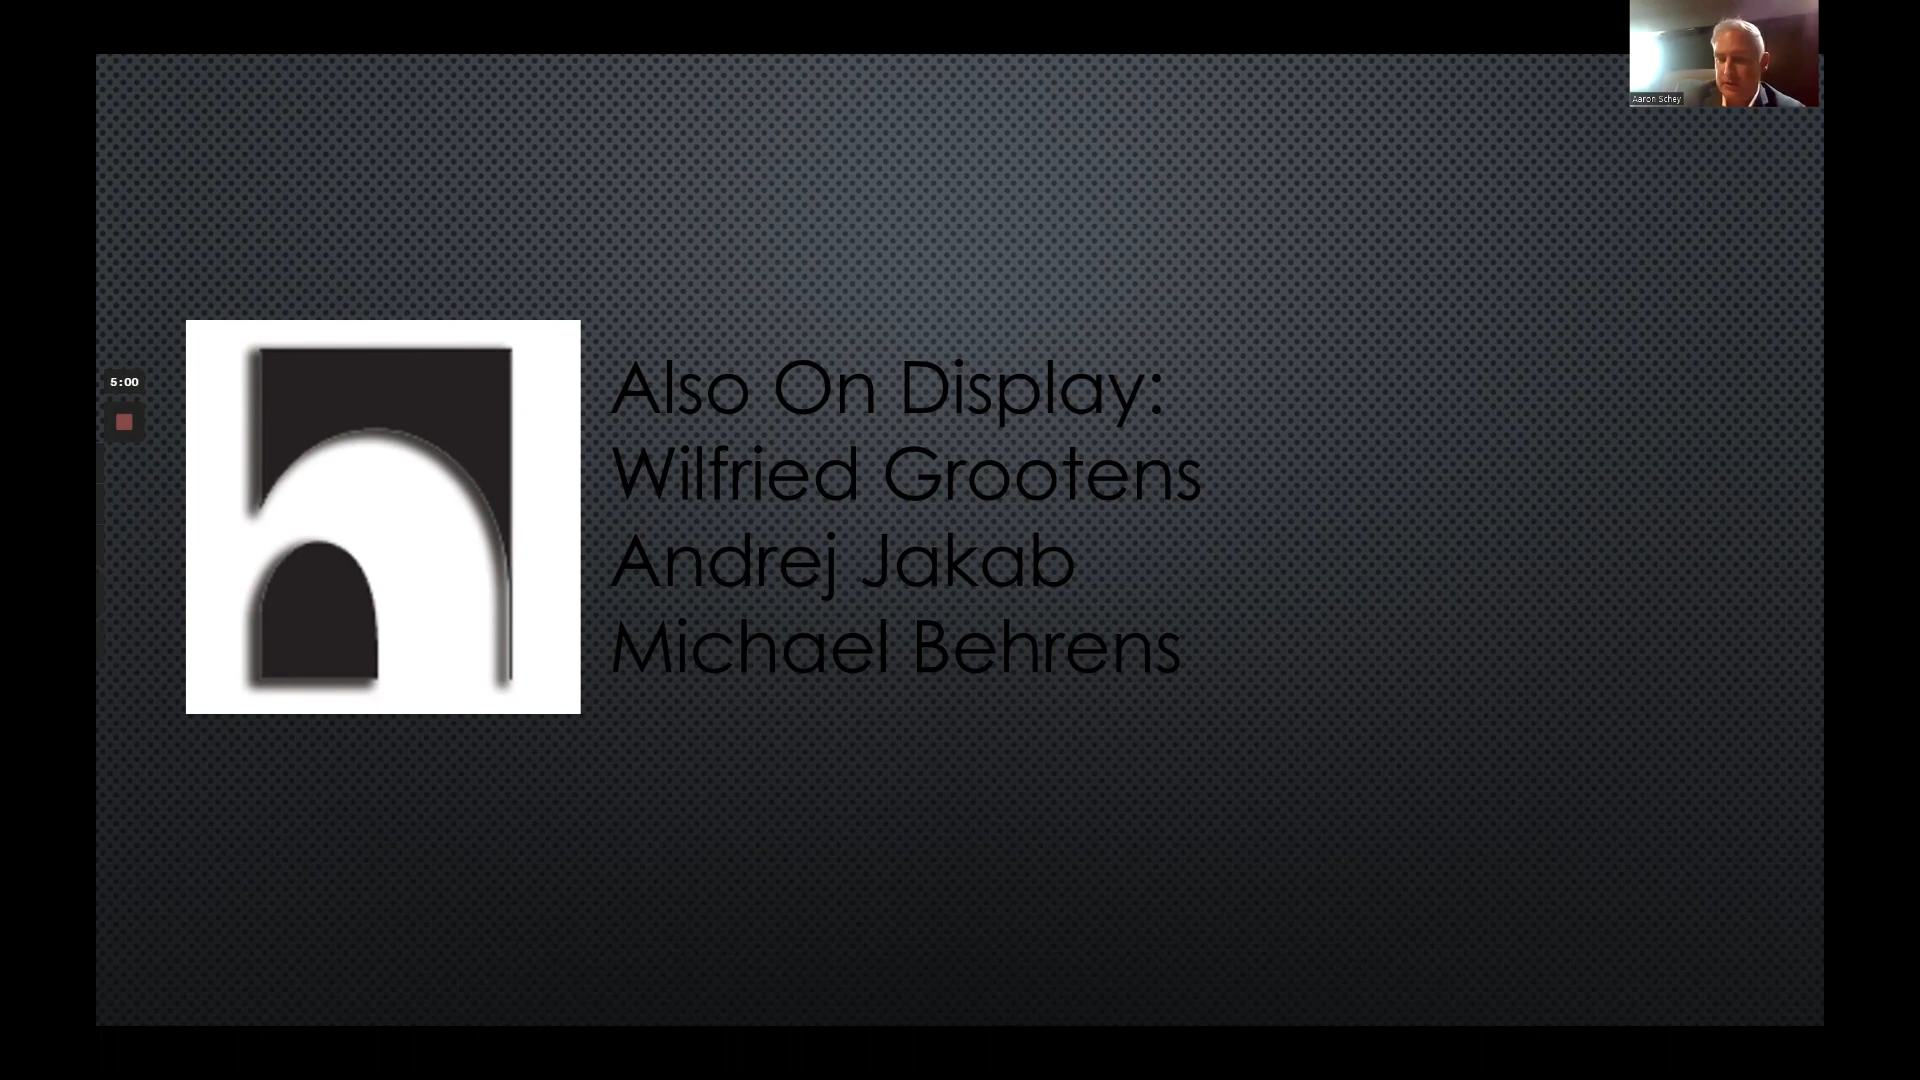 Aaron Schey
5:00
Also On Display:
Wilfried Grootens
Andrej Jakab
Michael Behrens